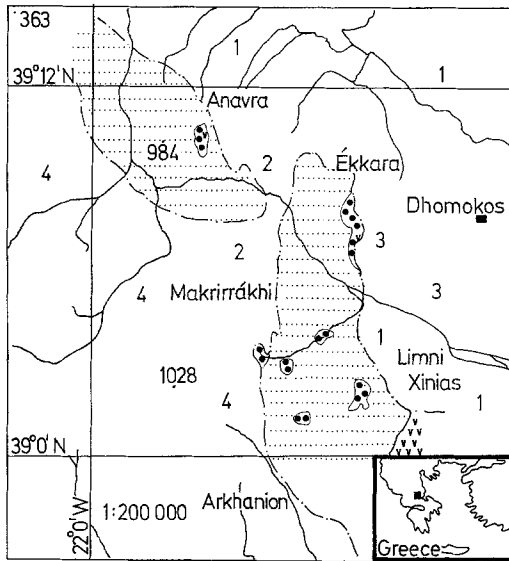 363
1
39°12'N
1
Anavra
984
4
2
Ékkara
Dhomokos
2
3
Makrirrákhi
4
3
1
Limni
Xinias
1028
4
1
39°0'N
22°0'W
1:200 000
Arkhanion
v v v v
v v v
v v
Greece